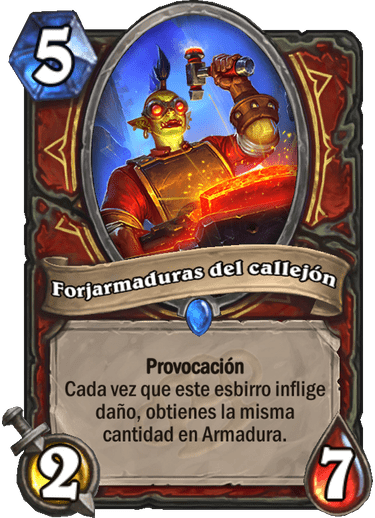 5
Forjarmaduras del callejón
Provocación
Cada vez que este esbirro inflige
daño, obtienes la misma
cantidad en Armadura.
2
7